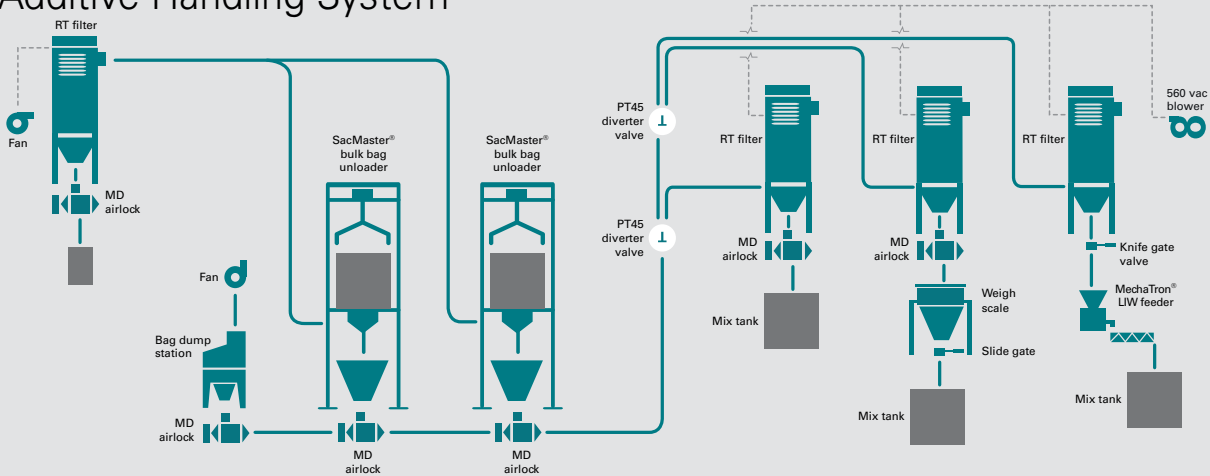 Additive Handling System
RT filter
Fan
MD
airlock
SacMaster®
bulk bag
unloader
SacMaster®
bulk bag
unloader
Fan
Bag dump
station
MD
airlock
MD
airlock
MD
airlock
PT45
diverter
valve
PT45
diverter
valve
RT filter
MD
airlock
Mix tank
RT filter
MD
airlock
Weigh
scale
Slide gate
Mix tank
RT filter
560 vac
blower
Knife gate
valve
MechaTron®
LIW feeder
Mix tank